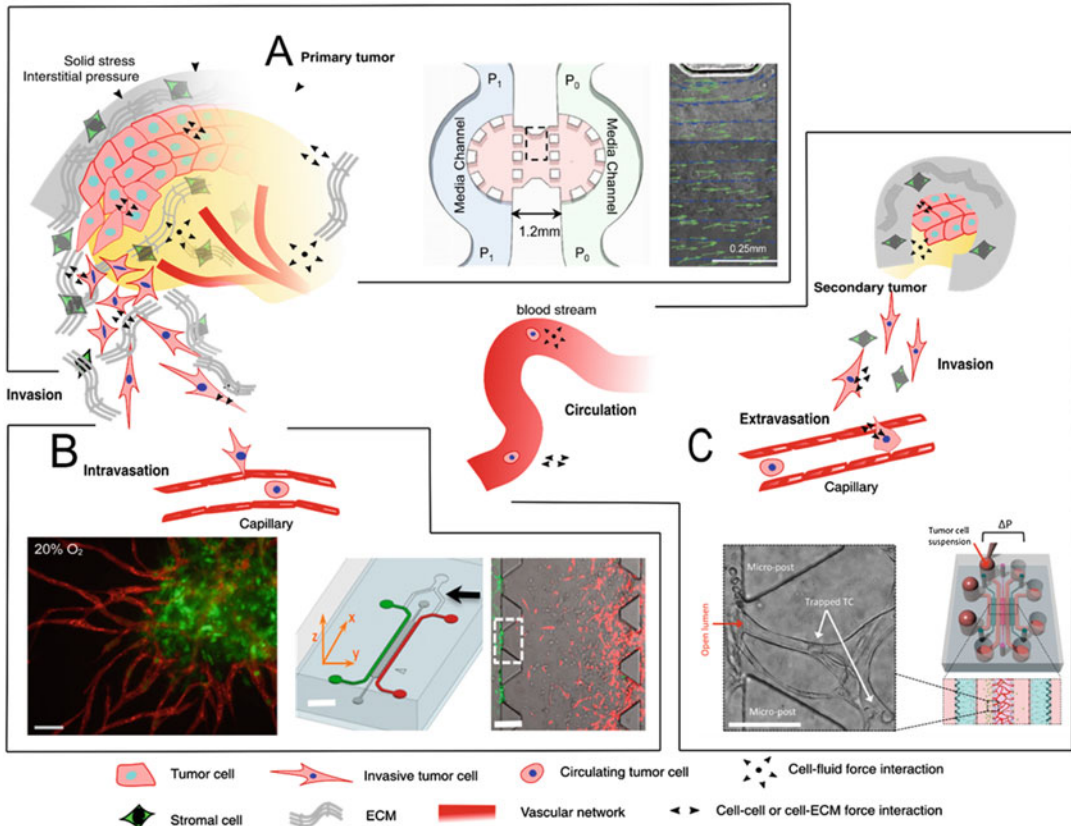 A
Solid stress
Interstitial pressure
Primary tumor
P1
P0
Media Channel
Media Channel
1.2mm
P1
P0
0.25mm
Invasion
blood stream
Circulation
Secondary tumor
Invasion
Extravasation
C
Capillary
B
Intravasation
Capillary
20% O2
z
x
y
Micro-post
Trapped TC
Open lumen
Micro-post
Tumor cell
suspension
ΔP
Tumor cell
Invasive tumor cell
Circulating tumor cell
Cell-fluid force interaction
Stromal cell
ECM
Vascular network
Cell-cell or cell-ECM force interaction